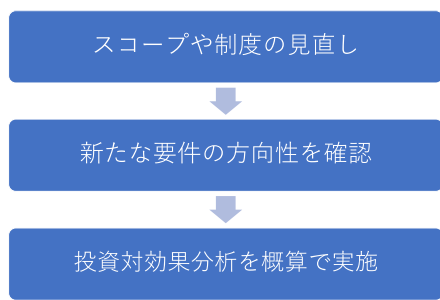 スコープや制度の見直し
新たな要件の方向性を確認
投資対効果分析を概算で実施